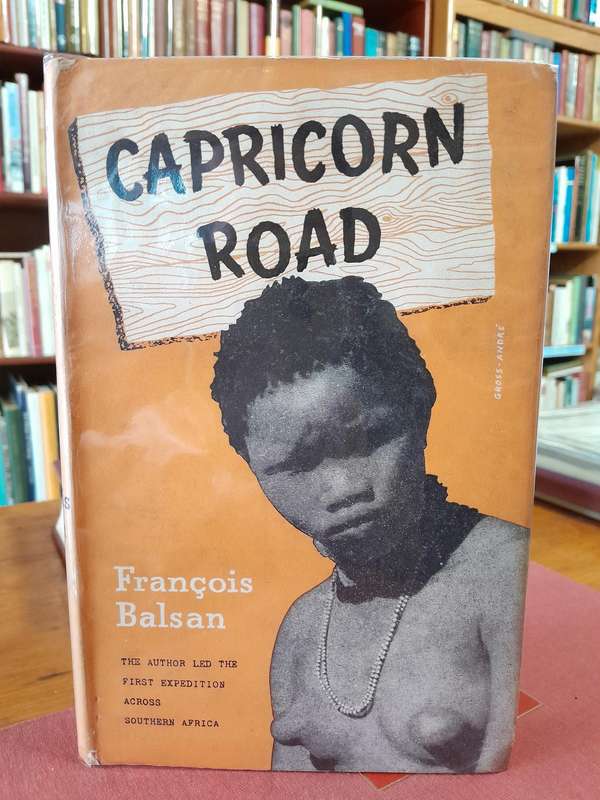 CAPRICORN
ROAD
GROSS-ANDRÉ
François
Balsan
THE AUTHOR LED THE
FIRST EXPEDITION
ACROSS
SOUTHERN AFRICA